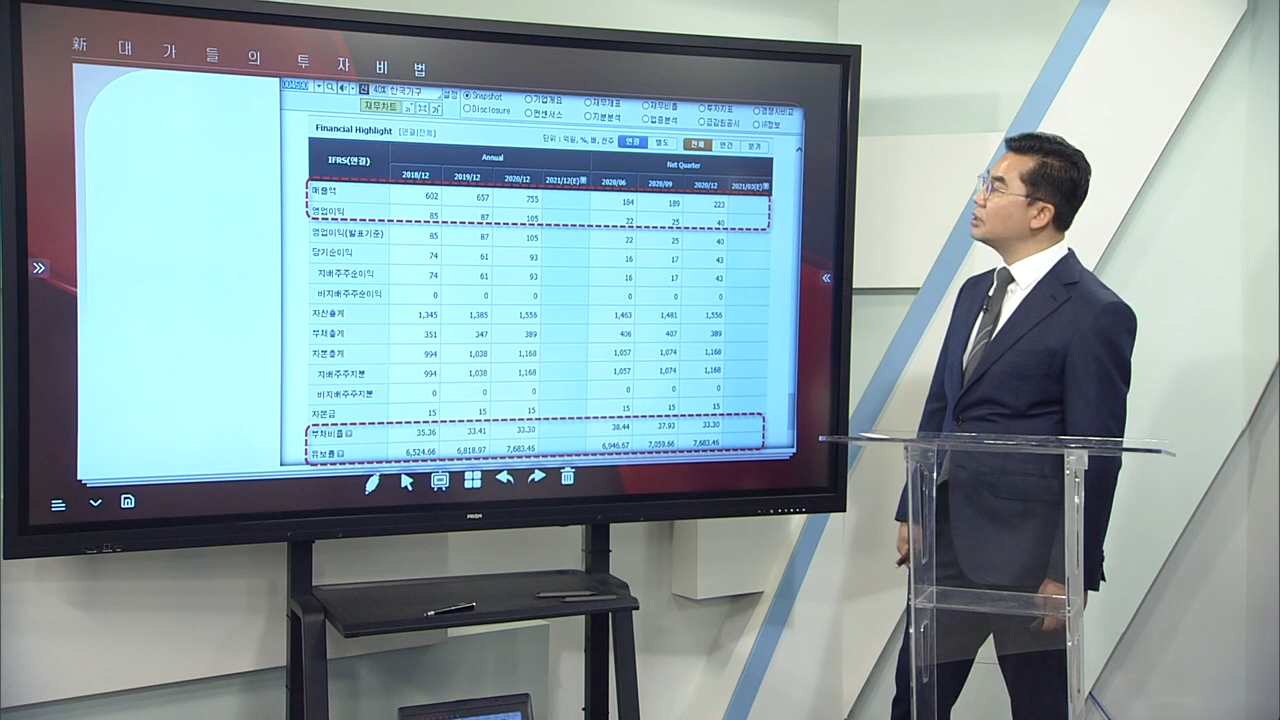 新 대 가 들 의 투 자 비 법
004590 신 40% 한국가구 설정 Snapshot 기업개요 재무제표 재무비율 투자지표 경쟁사비교
재무차트 Disclosure 컨센서스 지분분석 업종분석 금감원공시 IR정보
Financial Highlight [연결|전체] 단위 : 억원, %, 배, 천주 연결 별도 전체 연간 분기
IFRS(연결) Annual Net Quarter
2018/12 2019/12 2020/12 2021/12(E) 2020/06 2020/09 2020/12 2021/03(E)
매출액 602 657 755 184 189 223
영업이익 85 87 105 22 25 40
영업이익(발표기준) 85 87 105 22 25 40
당기순이익 74 61 93 16 17 43
지배주주순이익 74 61 93 16 17 43
비지배주주순이익 0 0 0 0 0 0
자산총계 1,345 1,385 1,556 1,463 1,481 1,556
부채총계 351 347 389 406 407 389
자본총계 994 1,038 1,168 1,057 1,074 1,168
지배주주지분 994 1,038 1,168 1,057 1,074 1,168
비지배주주지분 0 0 0 0 0 0
자본금 15 15 15 15 15 15
부채비율 35.36 33.41 33.30 38.44 37.93 33.30
유보율 6,524.66 6,818.97 7,683.46 6,946.67 7,059.66 7,683.46
PRISM